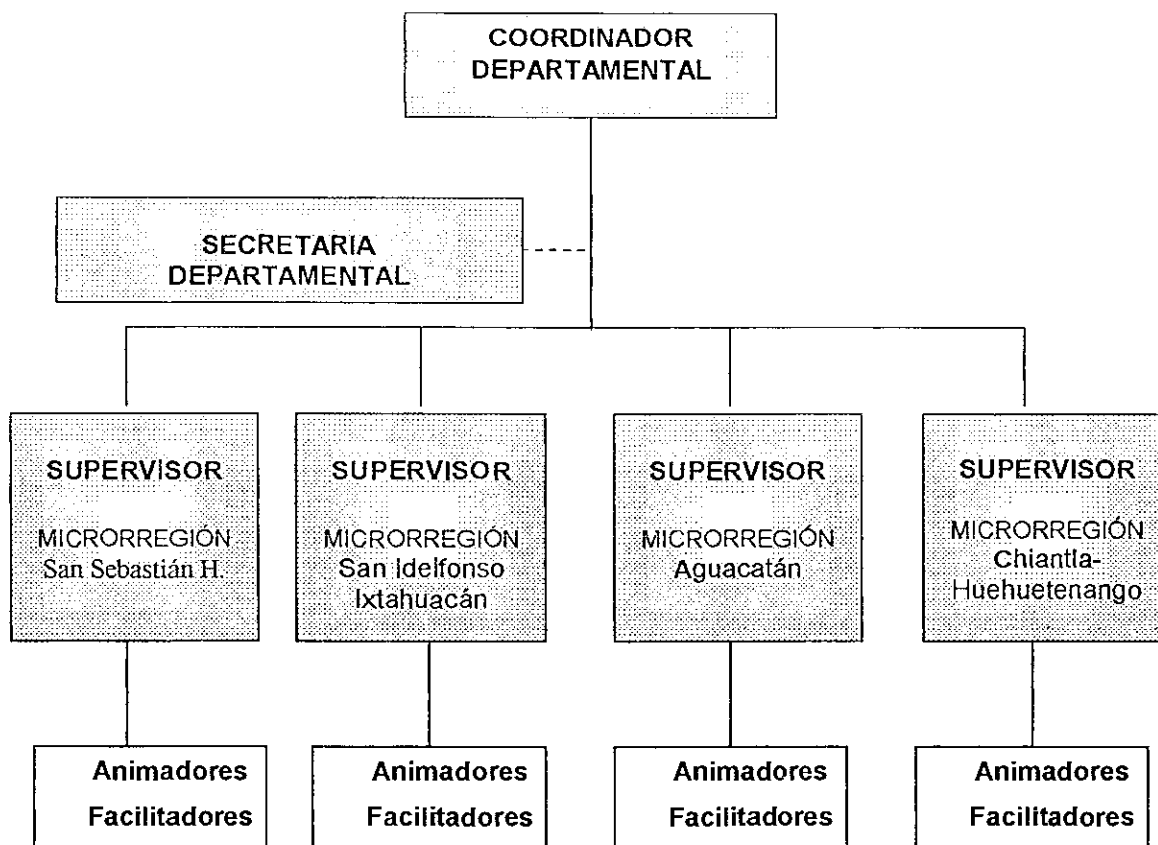 COORDINADOR
DEPARTAMENTAL
SECRETARIA
DEPARTAMENTAL
SUPERVISOR
MICRORREGIÓN
San Sebastián H.
SUPERVISOR
MICRORREGIÓN
San Idelfonso
Ixtahuacán
SUPERVISOR
MICRORREGIÓN
Aguacatán
SUPERVISOR
MICRORREGIÓN
Chiantla-
Huehuetenango
Animadores
Facilitadores
Animadores
Facilitadores
Animadores
Facilitadores
Animadores
Facilitadores